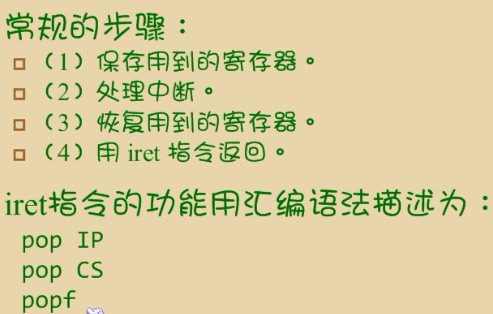 常规的步骤：
（1）保存用到的寄存器。
（2）处理中断。
（3）恢复用到的寄存器。
（4）用 iret 指令返回。
iret指令的功能用汇编语法描述为：
pop IP
pop CS
popf